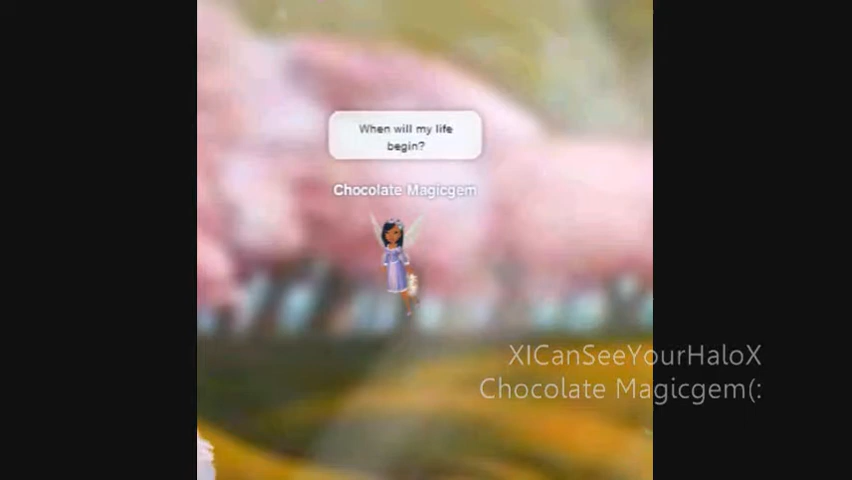 When will my life
begin?
Chocolate Magicgem
XICanSeeYourHaloX
Chocolate Magicgem(: